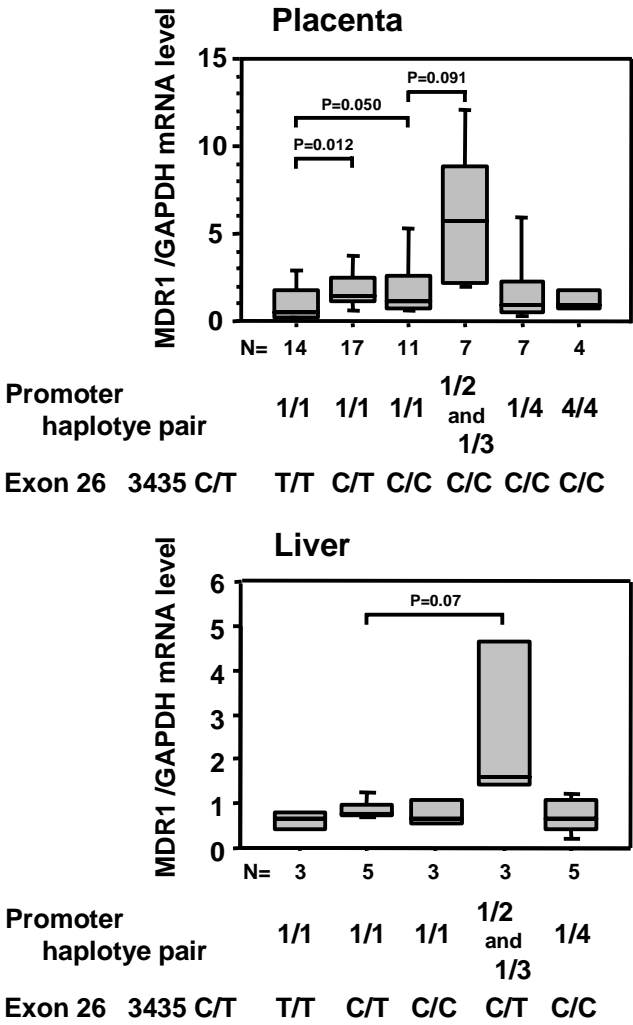 Placenta
MDR1 /GAPDH mRNA level
15
10
5
0
P=0.091
P=0.050
P=0.012
N= 14 17 11 7 7 4
Promoter haplotye pair 1/1 1/1 1/1 1/2 and 1/3 1/4 4/4
Exon 26 3435 C/T T/T C/T C/C C/C C/C C/C
Liver
MDR1 /GAPDH mRNA level
6
5
4
3
2
1
0
P=0.07
N= 3 5 3 3 5
Promoter haplotye pair 1/1 1/1 1/1 1/2 and 1/3 1/4
Exon 26 3435 C/T T/T C/T C/C C/T C/C